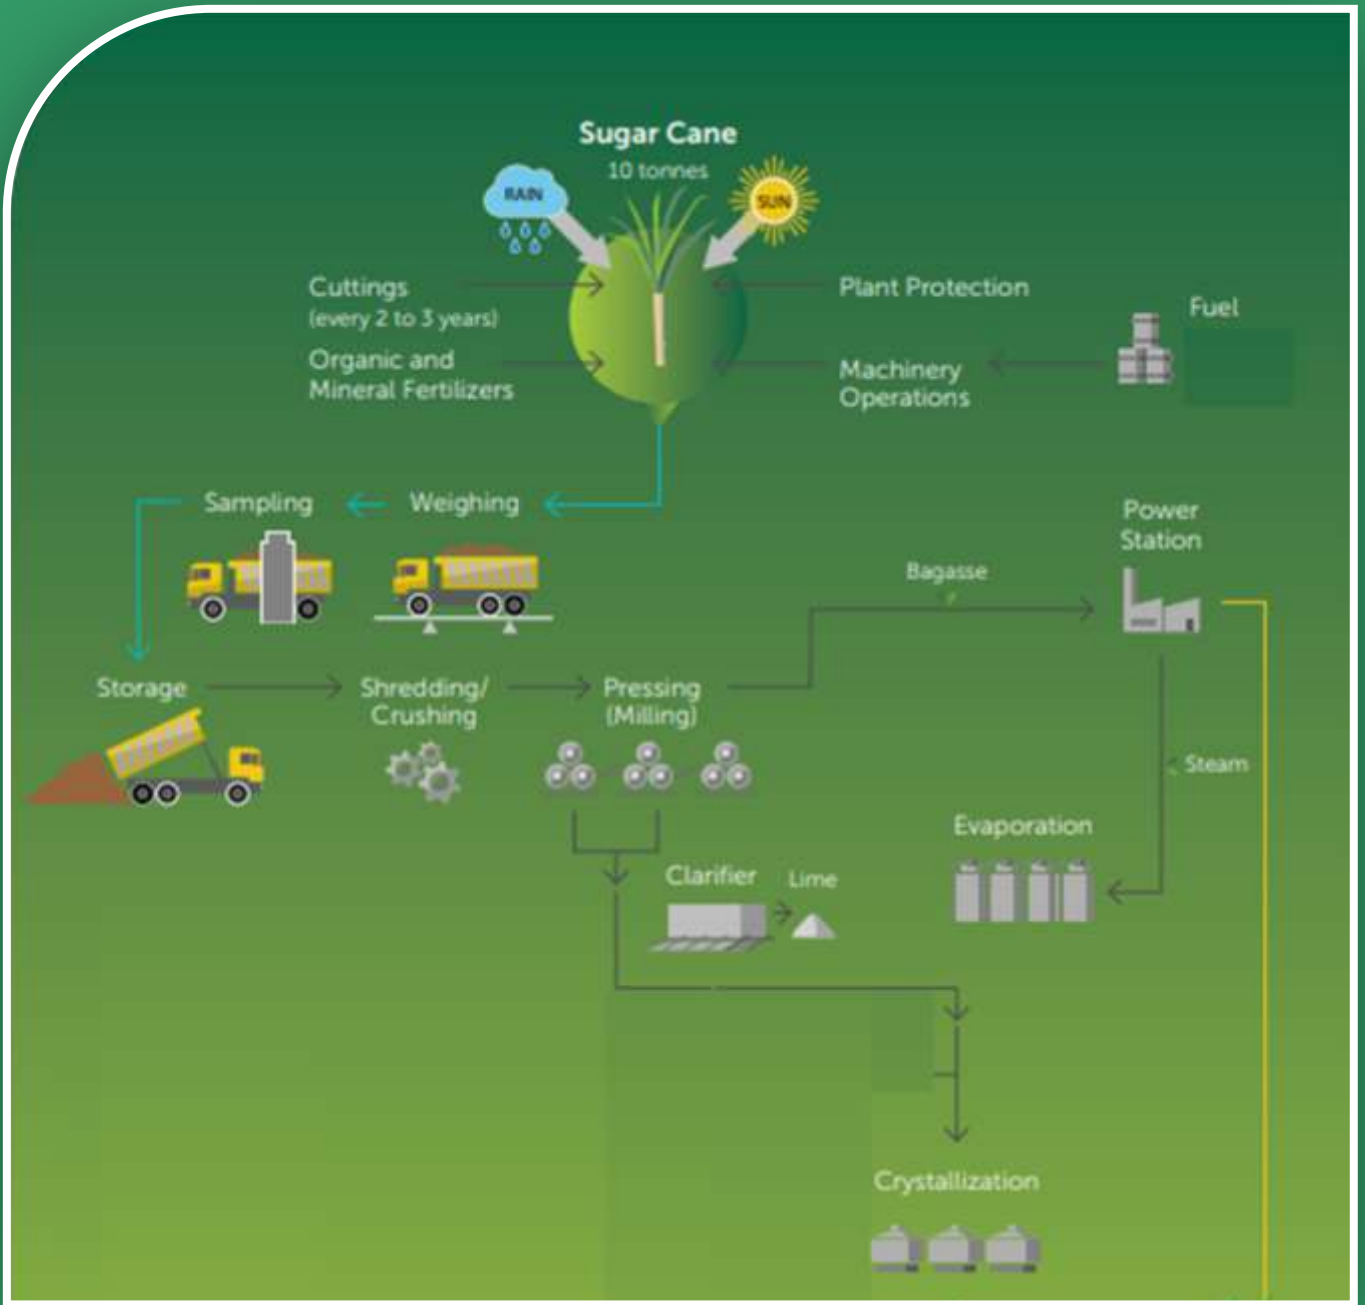 Sugar Cane
10 tonnes
RAIN
SUN
Cuttings
(every 2 to 3 years)
Organic and
Mineral Fertilizers
Plant Protection
Machinery
Operations
Fuel
Sampling
Weighing
Power
Station
Bagasse
Storage
Shredding/
Crushing
Pressing
(Milling)
Steam
Evaporation
Clarifier
Lime
Crystallization